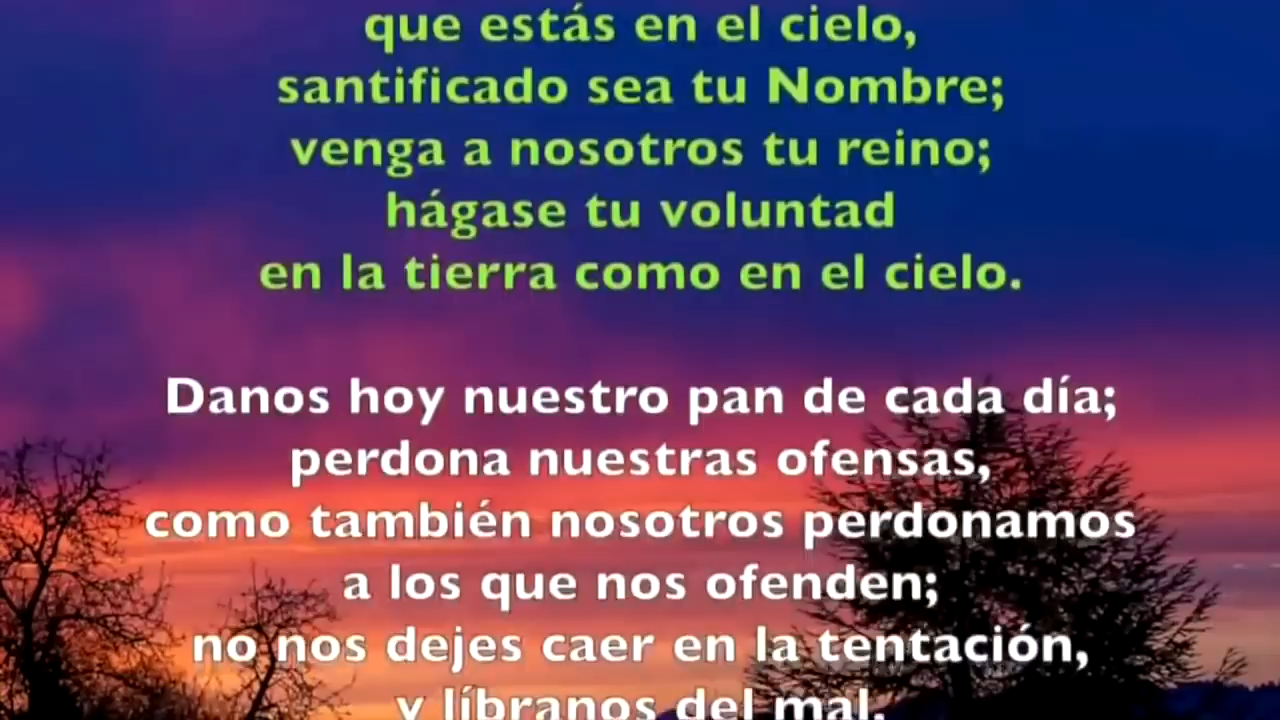 que estás en el cielo,
santificado sea tu Nombre;
venga a nosotros tu reino;
hágase tu voluntad
en la tierra como en el cielo.
Danos hoy nuestro pan de cada día;
perdona nuestras ofensas,
como también nosotros perdonamos
a los que nos ofenden;
no nos dejes caer en la tentación,
y líbranos del mal.